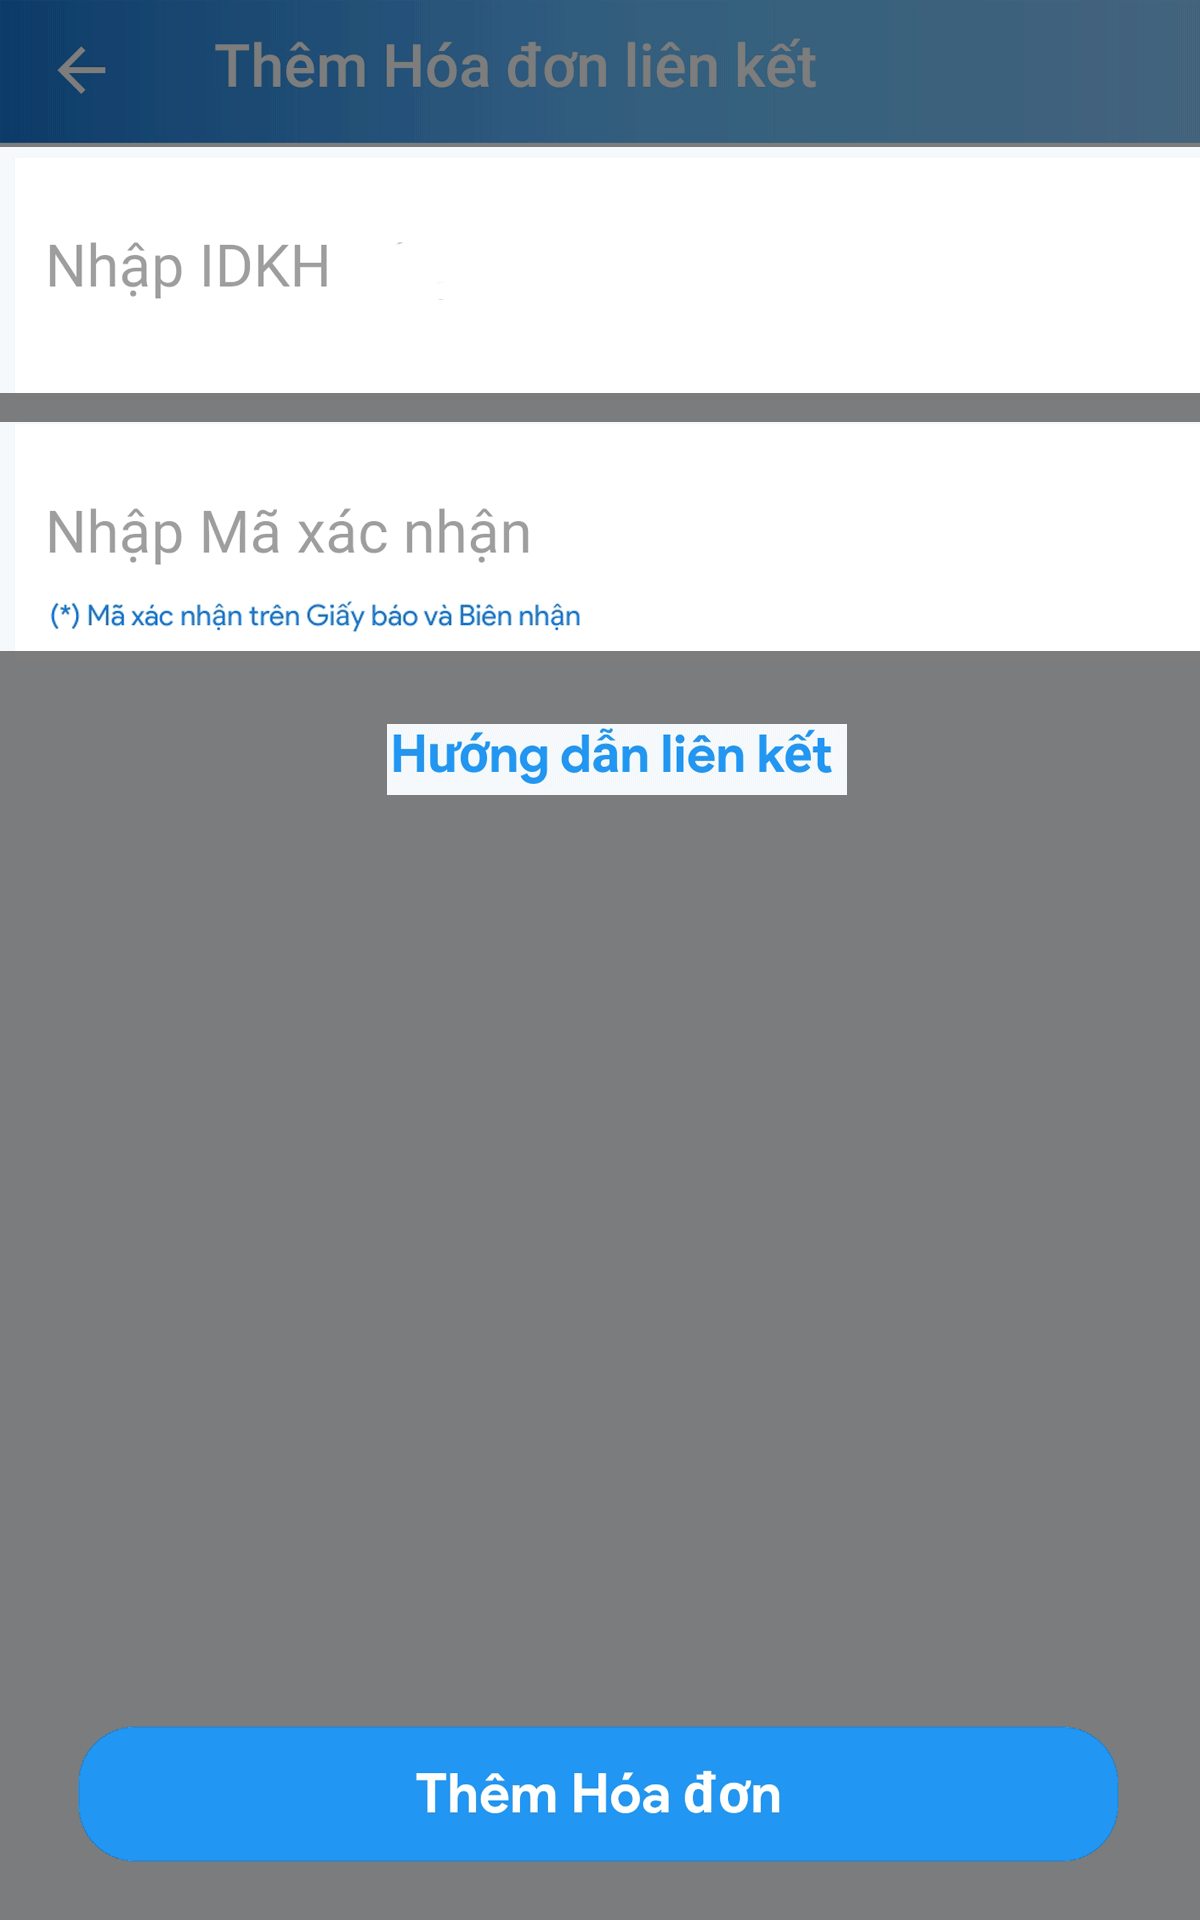 Thêm Hóa đơn liên kết
Nhập IDKH
Nhập Mã xác nhận
(*) Mã xác nhận trên Giấy báo và Biên nhận
Hướng dẫn liên kết
Thêm Hóa đơn